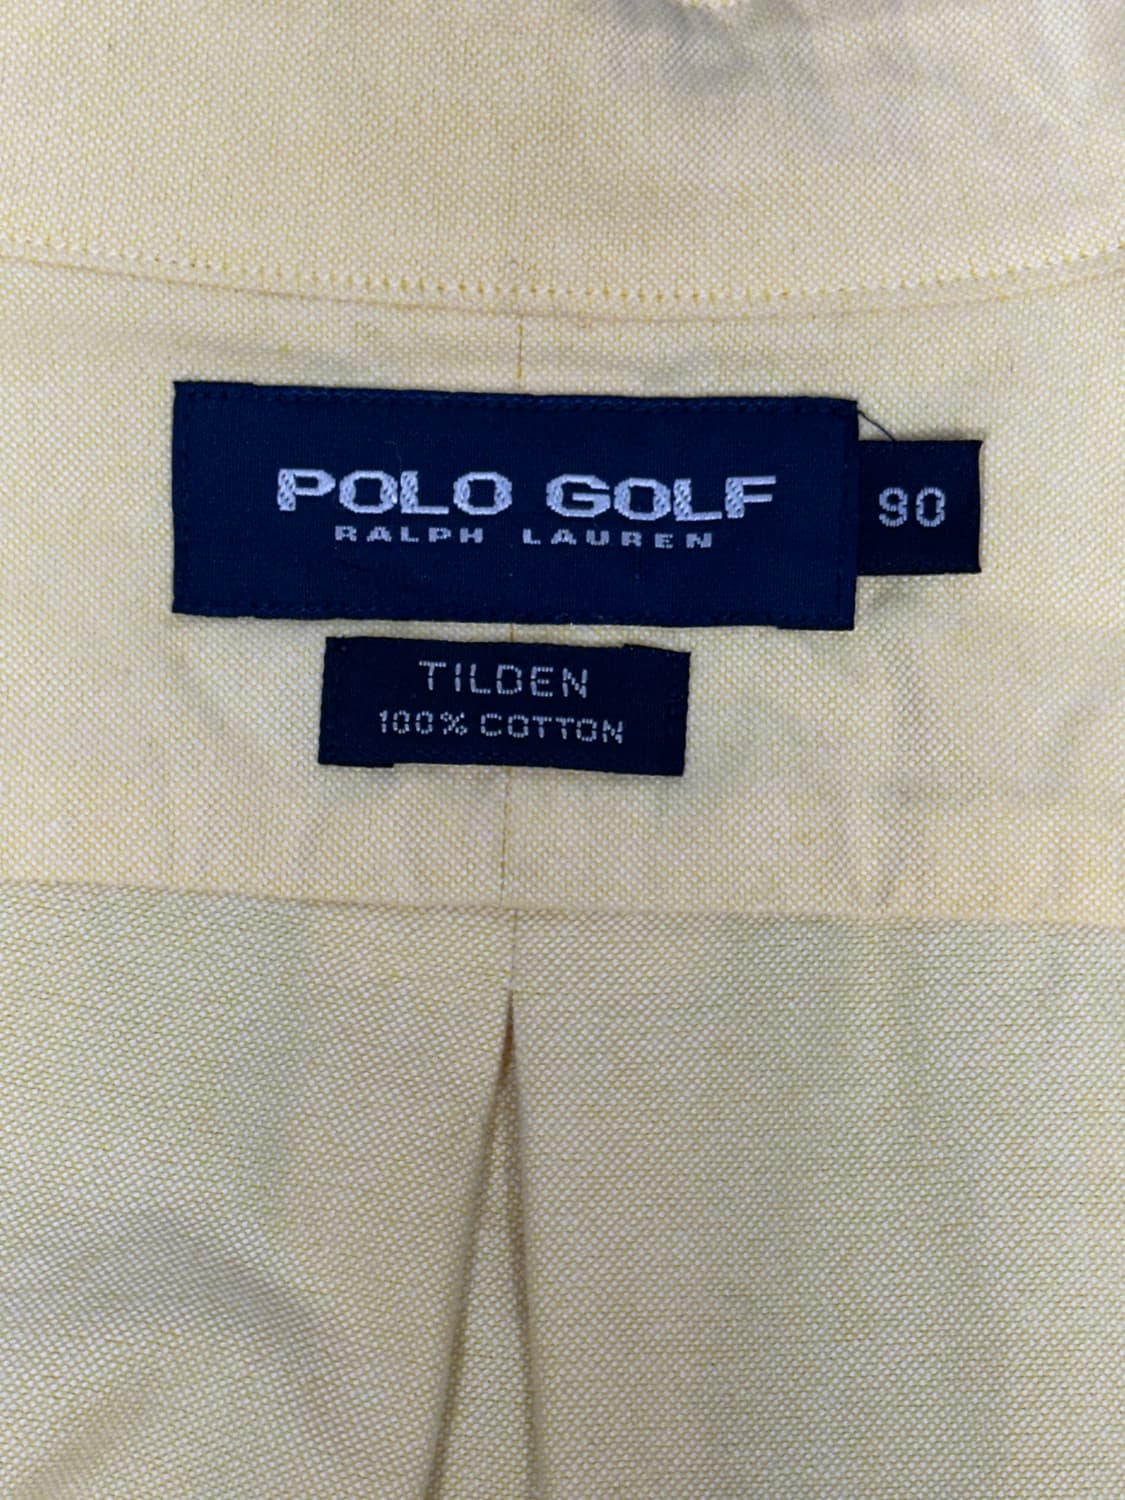 POLO GOLF
RALPH LAUREN
90
TILDEN
100% COTTON